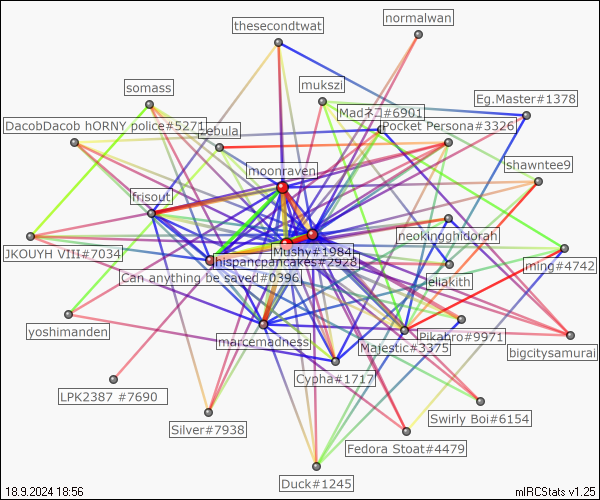 thesecondtwat
normalwan
mukszi
somass
Eg.Master#1378
Madネコ#6901
DacobDacob hORNY police#5271
Pocket Persona#3326
nebula
shawntee9
moonraven
frisout
neokingghidorah
JKOUYH VIII#7034
Mushy#1984
hispancpancakes#2928
ming#4742
eliakith
Can anything be saved#0396
yoshimanden
marcemadness
Pikabro#9971
Majestic#3375
bigcitysamurai
Cypha#1717
LPK2387 #7690
Swirly Boi#6154
Silver#7938
Fedora Stoat#4479
Duck#1245
18.9.2024 18:56
mIRCStats v1.25